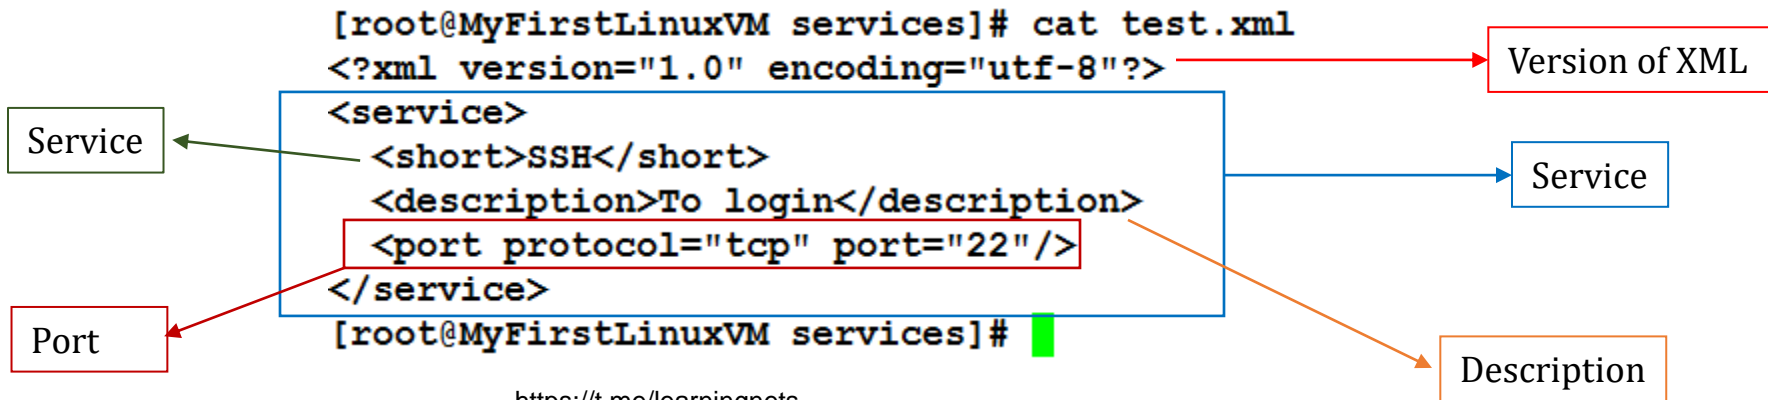 [root@MyFirstLinuxVM services]# cat test.xml
<?xml version="1.0" encoding="utf-8"?>
Version of XML
<service>
Service
<short>SSH</short>
<description>To login</description>
Service
<port protocol="tcp" port="22"/>
</service>
Port
[root@MyFirstLinuxVM services]#
Description